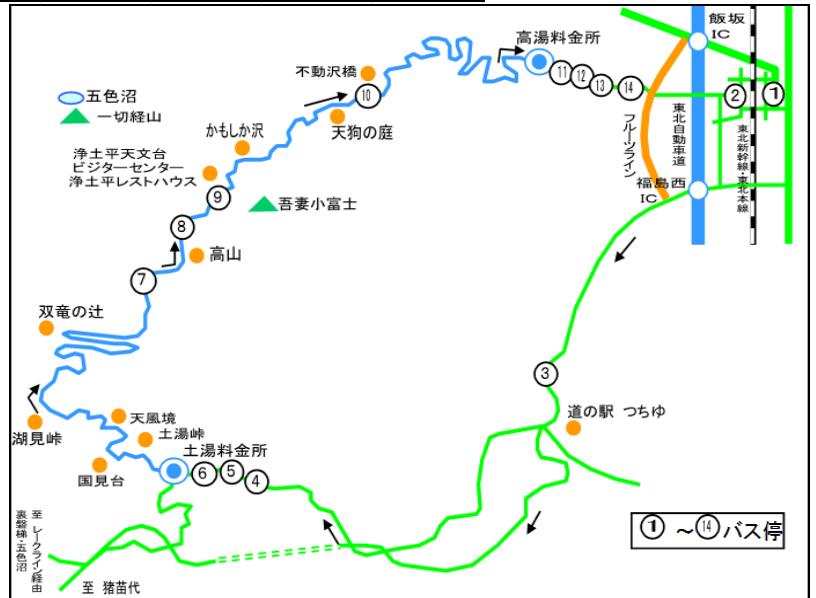 高湯料金所
飯坂
IC
不動沢橋
五色沼
一切経山
⑪
⑫
⑬
⑭
②
①
⑩
天狗の庭
かもしか沢
フルーツライン
東北自動車道
東北新幹線・東北本線
浄土平天文台
ビジターセンター
浄土平レストハウス
福島西
IC
⑨
吾妻小富士
⑧
高山
⑦
双竜の辻
③
道の駅 つちゆ
天風境
土湯峠
湖見峠
土湯料金所
国見台
⑥
⑤
④
①～⑭バス停
至 レークライン経由
裏磐梯・五色沼
至 猪苗代